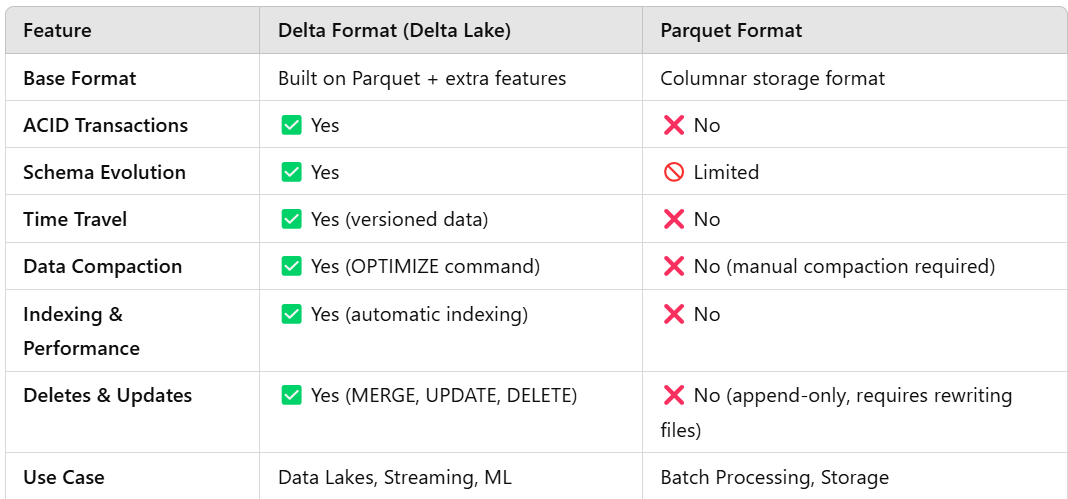 Feature Delta Format (Delta Lake) Parquet Format
Base Format Built on Parquet + extra features Columnar storage format
ACID Transactions ✅ Yes ❌ No
Schema Evolution ✅ Yes 🚫 Limited
Time Travel ✅ Yes (versioned data) ❌ No
Data Compaction ✅ Yes (OPTIMIZE command) ❌ No (manual compaction required)
Indexing & ✅ Yes (automatic indexing) ❌ No
Performance
Deletes & Updates ✅ Yes (MERGE, UPDATE, DELETE) ❌ No (append-only, requires rewriting
files)
Use Case Data Lakes, Streaming, ML Batch Processing, Storage